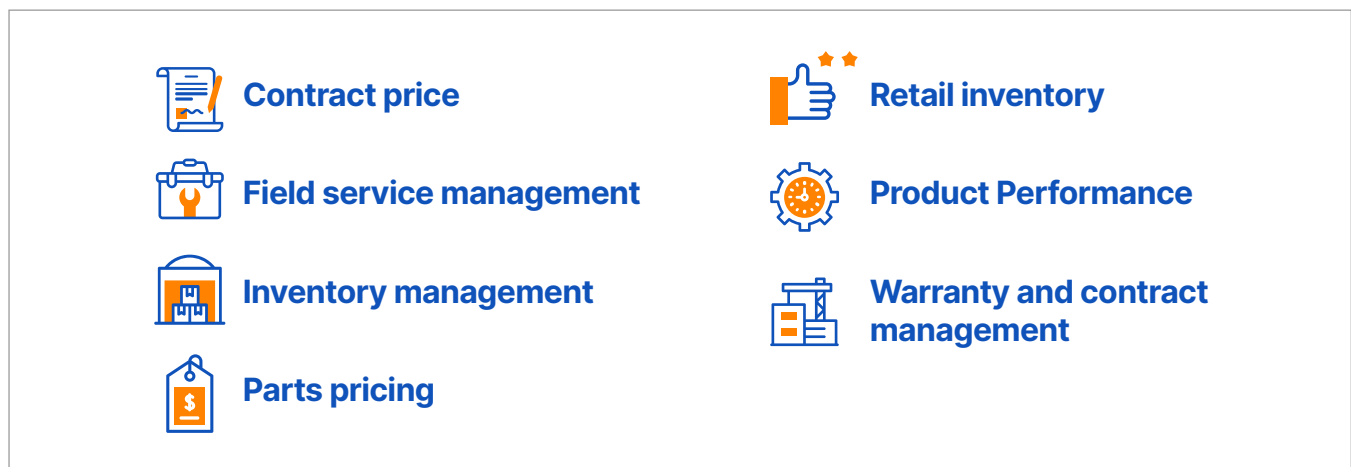 Contract price
Field service management
Inventory management
$
Parts pricing
Retail inventory
Product Performance
Warranty and contract
management